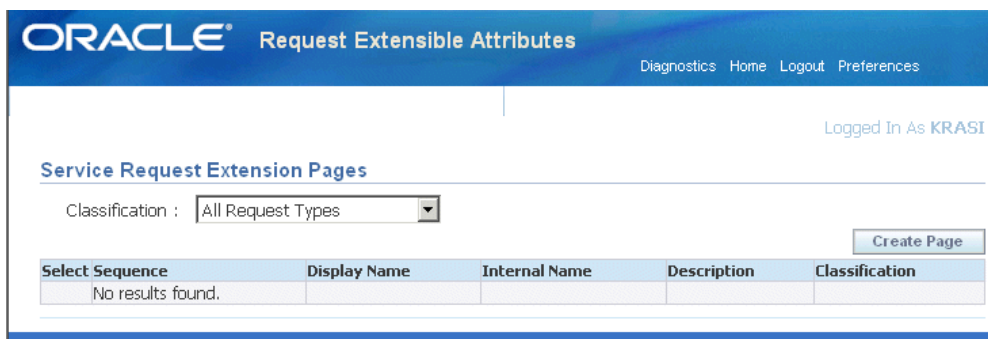 ORACLE® Request Extensible Attributes
Diagnostics Home Logout Preferences
Logged In As KRASI
Service Request Extension Pages
Classification : All Request Types
Create Page
Select Sequence Display Name Internal Name Description Classification
No results found.